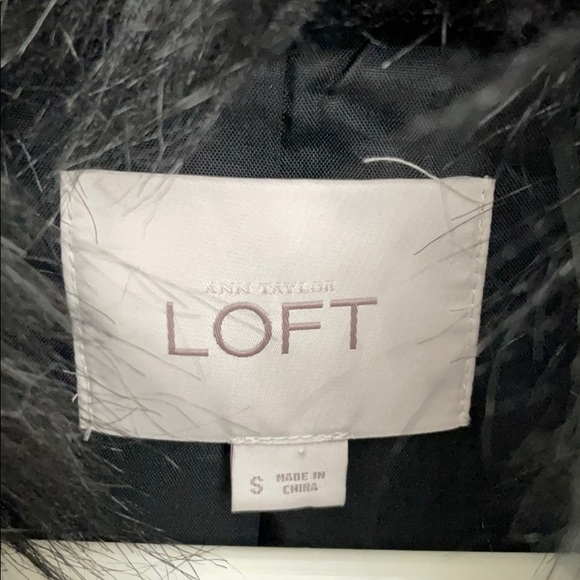 ANN TAYLOR
LOFT
S MADE IN
CHINA